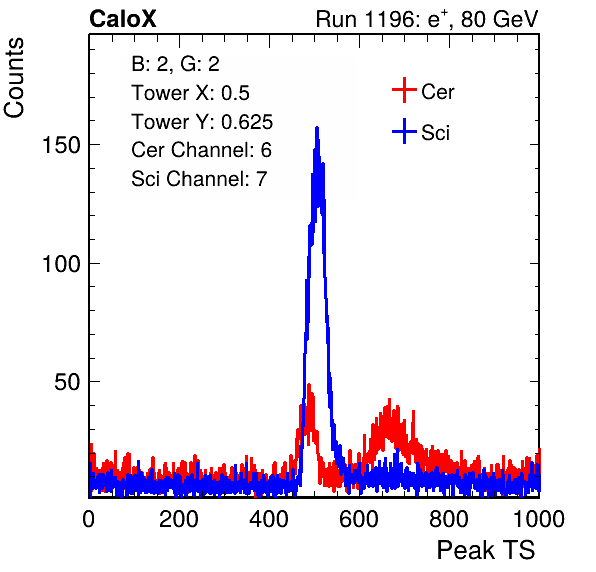 CaloX Run 1196: e⁺, 80 GeV
B: 2, G: 2
Tower X: 0.5
Tower Y: 0.625
Cer Channel: 6
Sci Channel: 7
Cer
Sci
Counts
150
100
50
0 200 400 600 800 1000
Peak TS